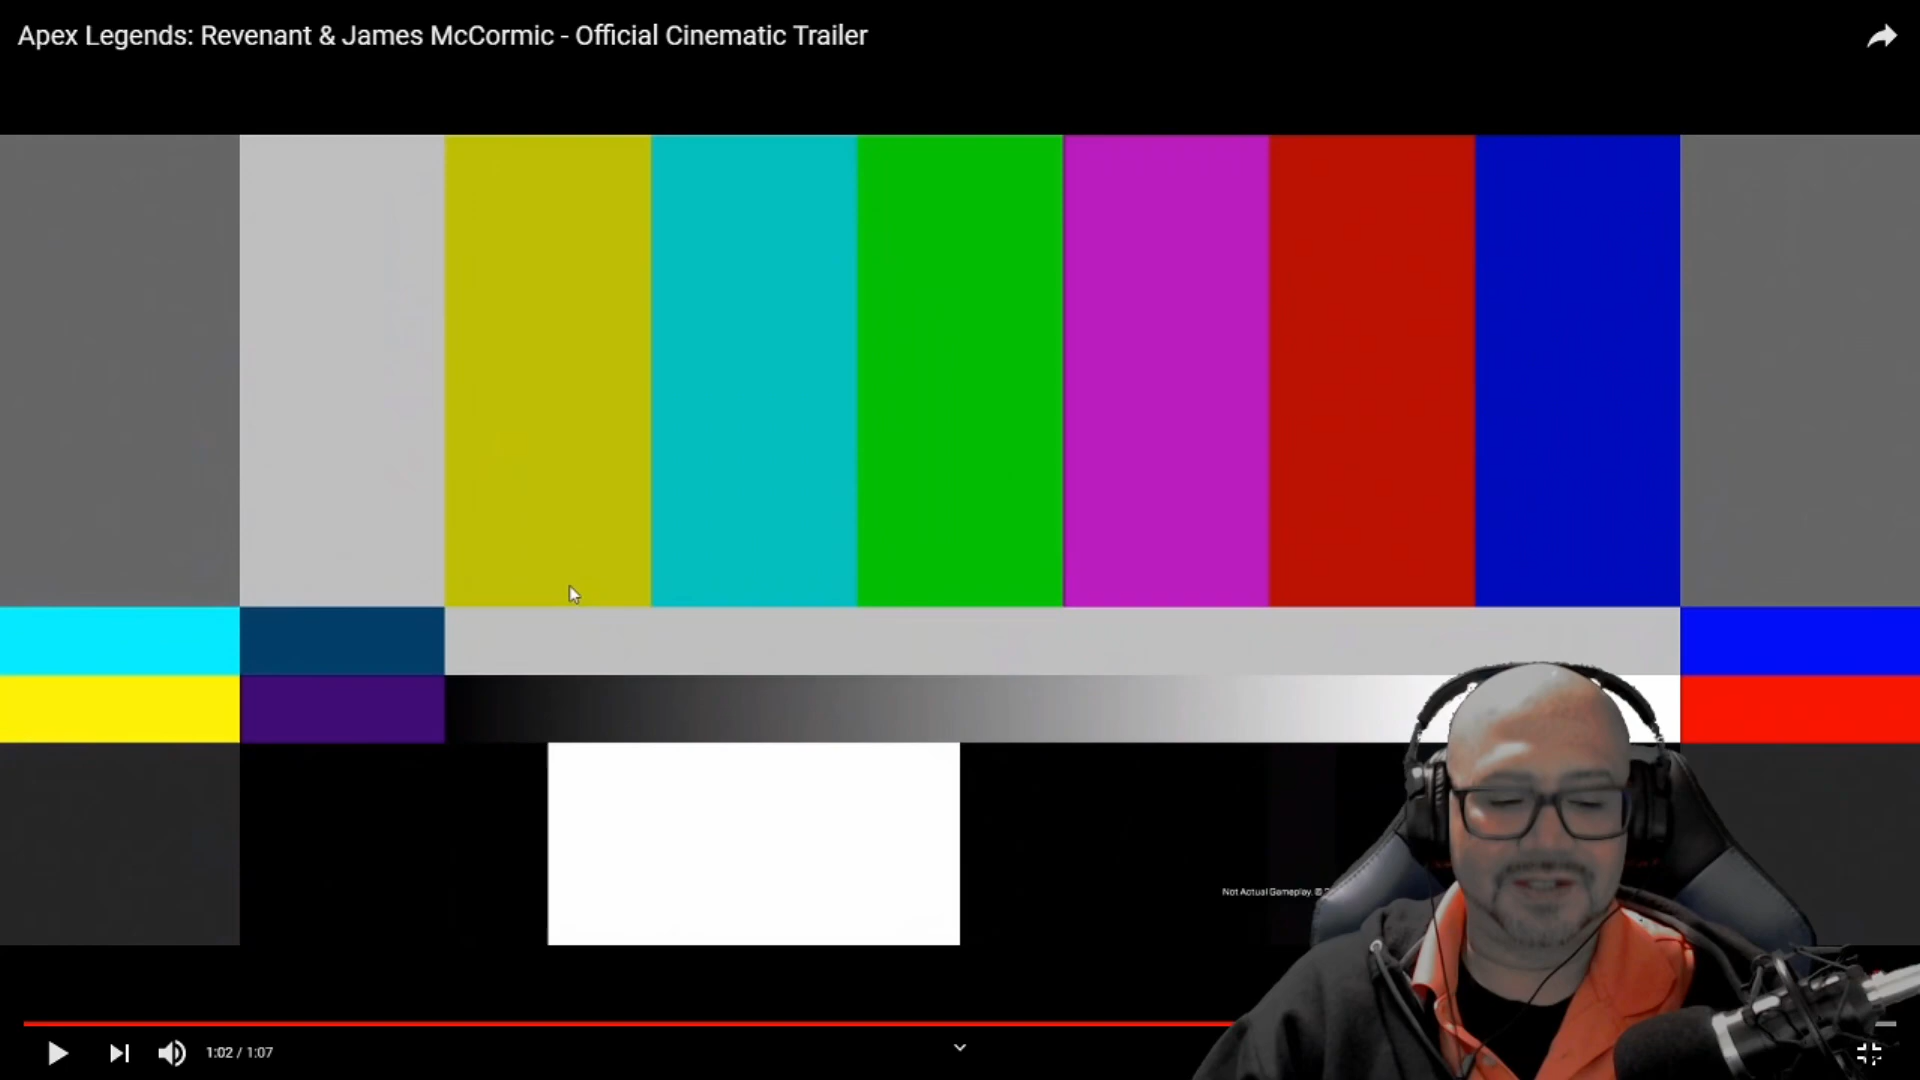 Apex Legends: Revenant & James McCormic - Official Cinematic Trailer
Not Actual Gameplay. ©
1:02 / 1:07